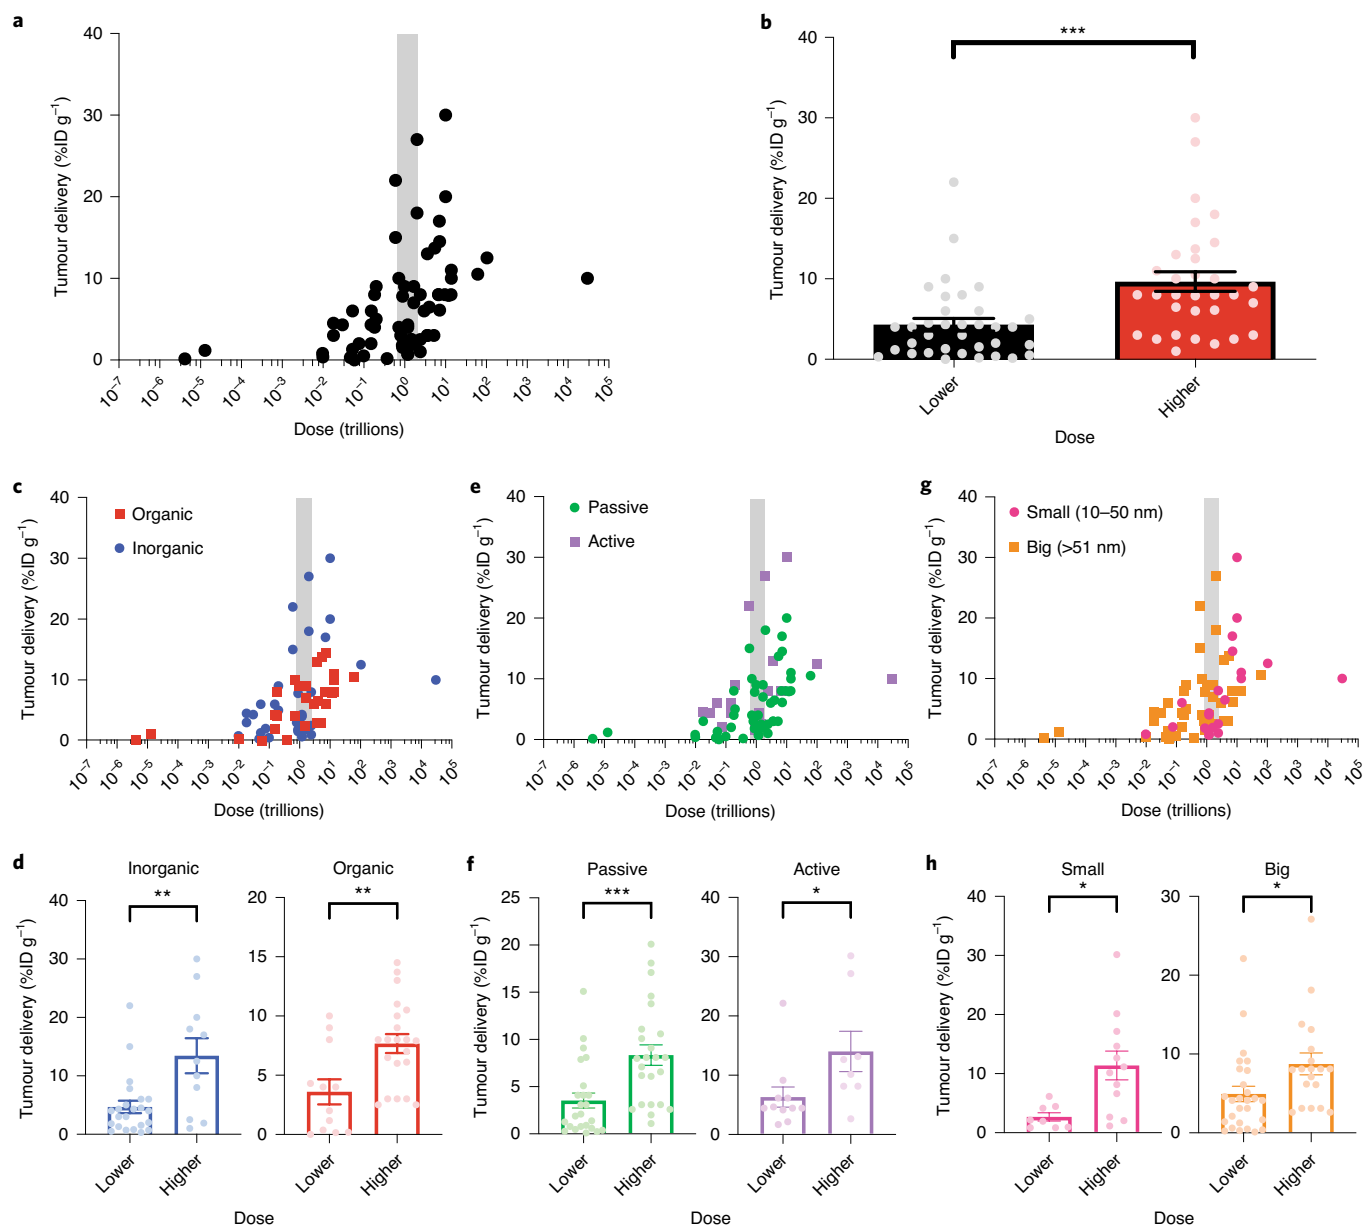 a
Tumour delivery (%ID g⁻¹)
40
30
20
10
0
10⁻⁷ 10⁻⁶ 10⁻⁵ 10⁻⁴ 10⁻³ 10⁻² 10⁻¹ 10⁰ 10¹ 10² 10³ 10⁴ 10⁵
Dose (trillions)
b
***
Tumour delivery (%ID g⁻¹)
40
30
20
10
0
Lower Higher
Dose
c
Organic
Inorganic
Tumour delivery (%ID g⁻¹)
40
30
20
10
0
10⁻⁷ 10⁻⁶ 10⁻⁵ 10⁻⁴ 10⁻³ 10⁻² 10⁻¹ 10⁰ 10¹ 10² 10³ 10⁴ 10⁵
Dose (trillions)
e
Passive
Active
Tumour delivery (%ID g⁻¹)
40
30
20
10
0
10⁻⁷ 10⁻⁶ 10⁻⁵ 10⁻⁴ 10⁻³ 10⁻² 10⁻¹ 10⁰ 10¹ 10² 10³ 10⁴ 10⁵
Dose (trillions)
g
Small (10–50 nm)
Big (>51 nm)
Tumour delivery (%ID g⁻¹)
40
30
20
10
0
10⁻⁷ 10⁻⁶ 10⁻⁵ 10⁻⁴ 10⁻³ 10⁻² 10⁻¹ 10⁰ 10¹ 10² 10³ 10⁴ 10⁵
Dose (trillions)
d
Inorganic
**
Tumour delivery (%ID g⁻¹)
40
30
20
10
0
Lower Higher
Organic
**
20
15
10
5
0
Lower Higher
Dose
f
Passive
***
Tumour delivery (%ID g⁻¹)
25
20
15
10
5
0
Lower Higher
Active
*
40
30
20
10
0
Lower Higher
Dose
h
Small
*
Tumour delivery (%ID g⁻¹)
40
30
20
10
0
Lower Higher
Big
*
30
20
10
0
Lower Higher
Dose